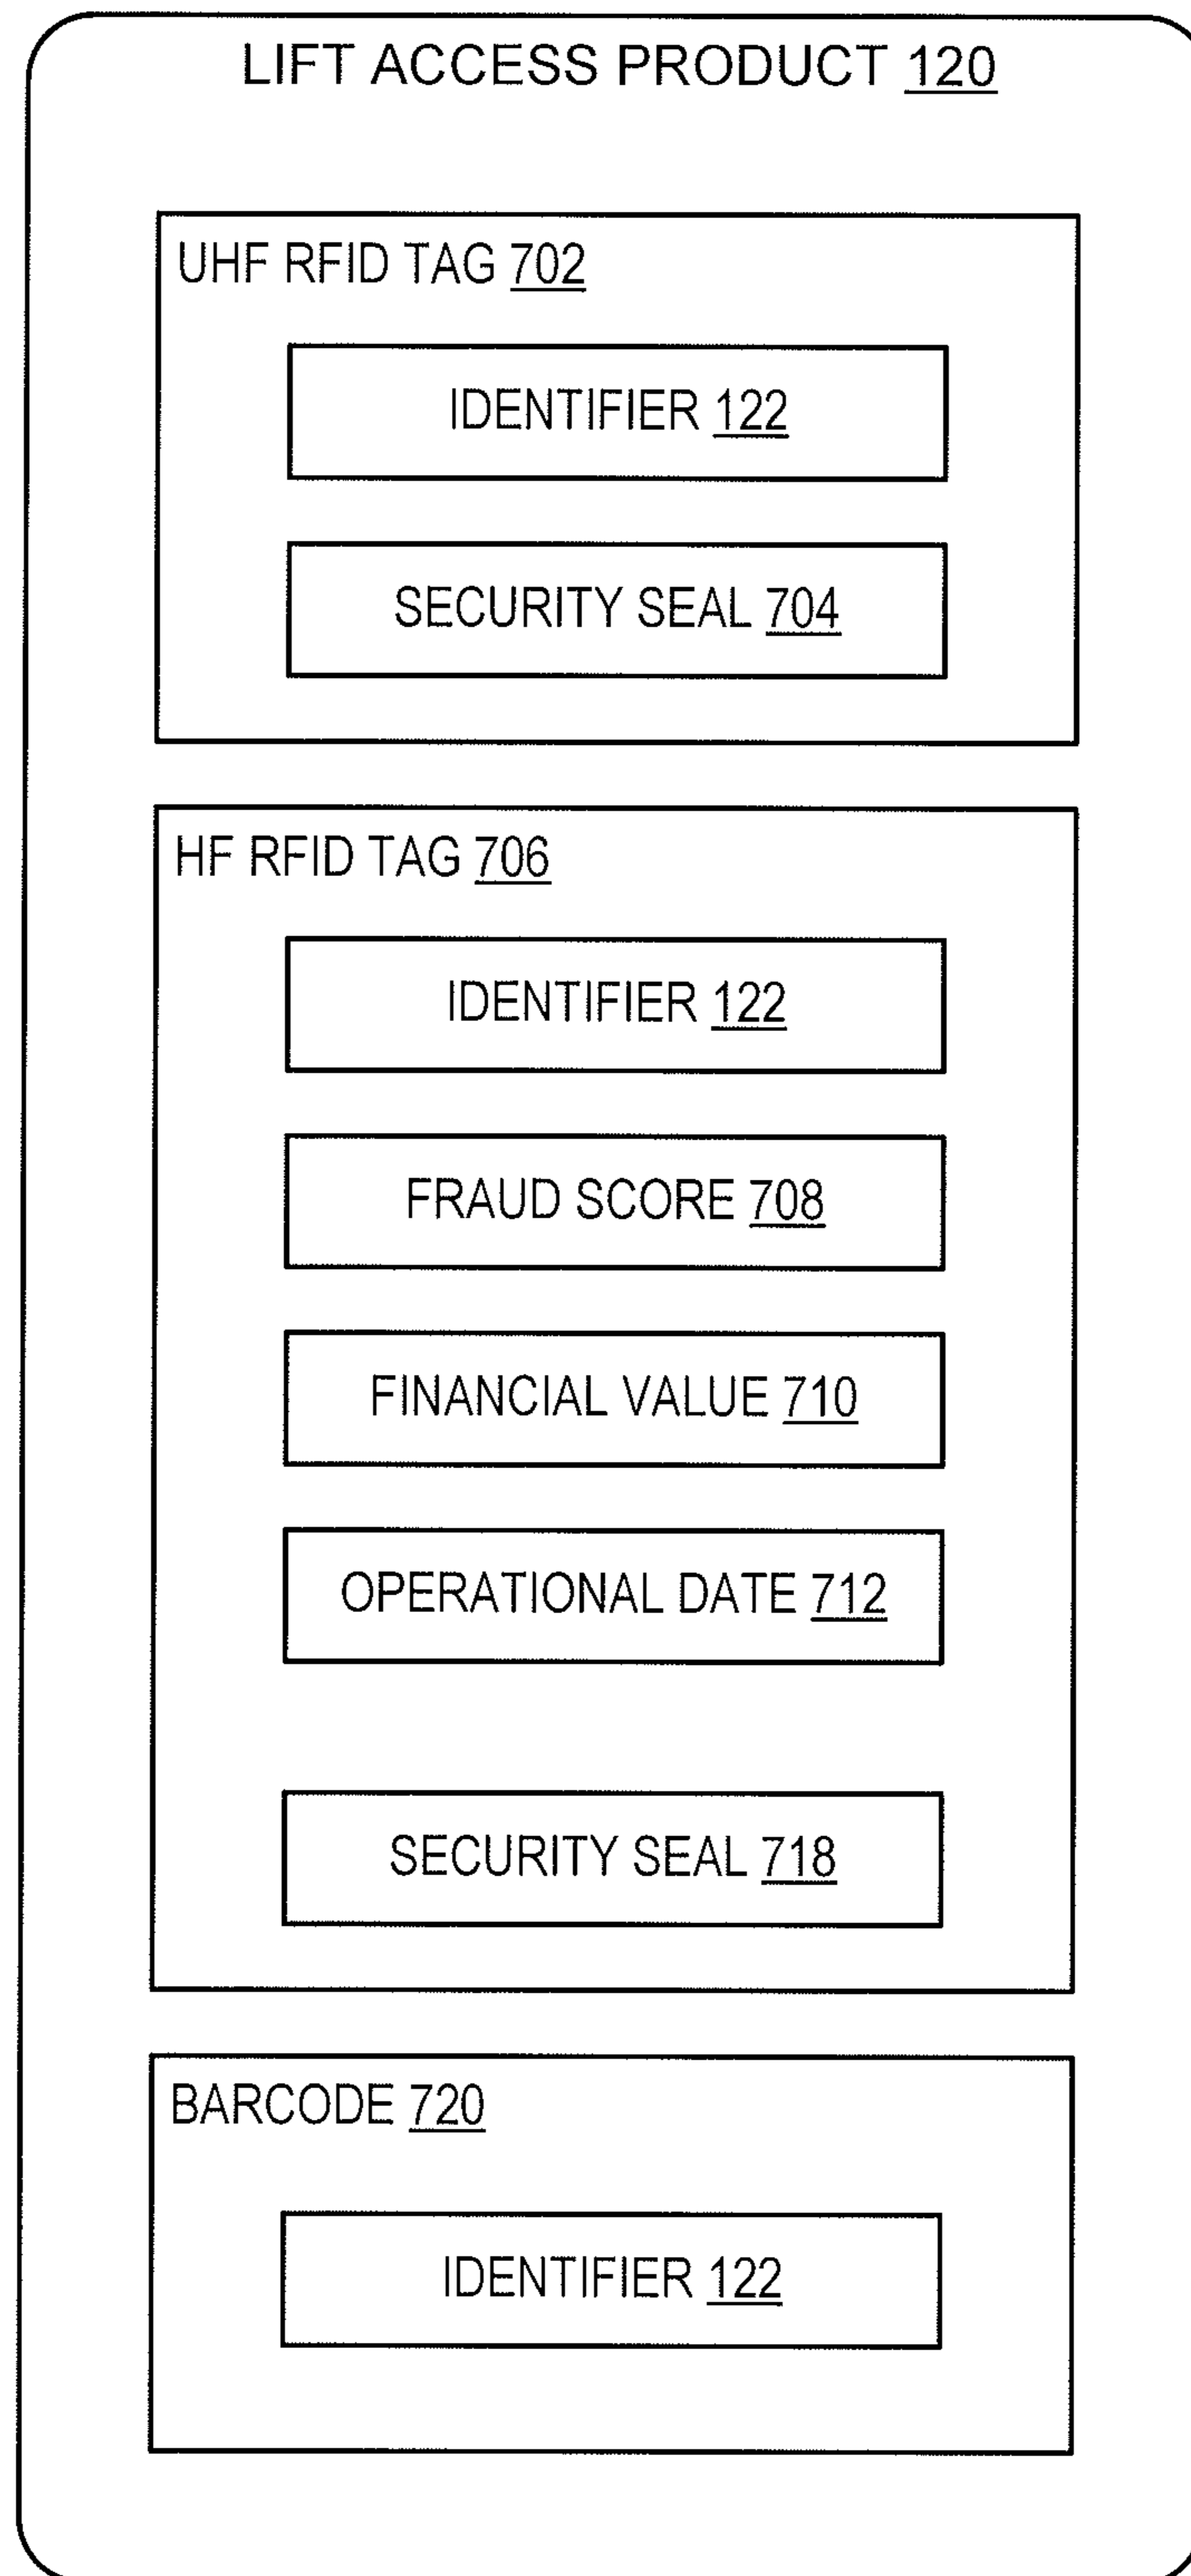 LIFT ACCESS PRODUCT 120
UHF RFID TAG 702
IDENTIFIER 122
SECURITY SEAL 704
HF RFID TAG 706
IDENTIFIER 122
FRAUD SCORE 708
FINANCIAL VALUE 710
OPERATIONAL DATE 712
SECURITY SEAL 718
BARCODE 720
IDENTIFIER 122